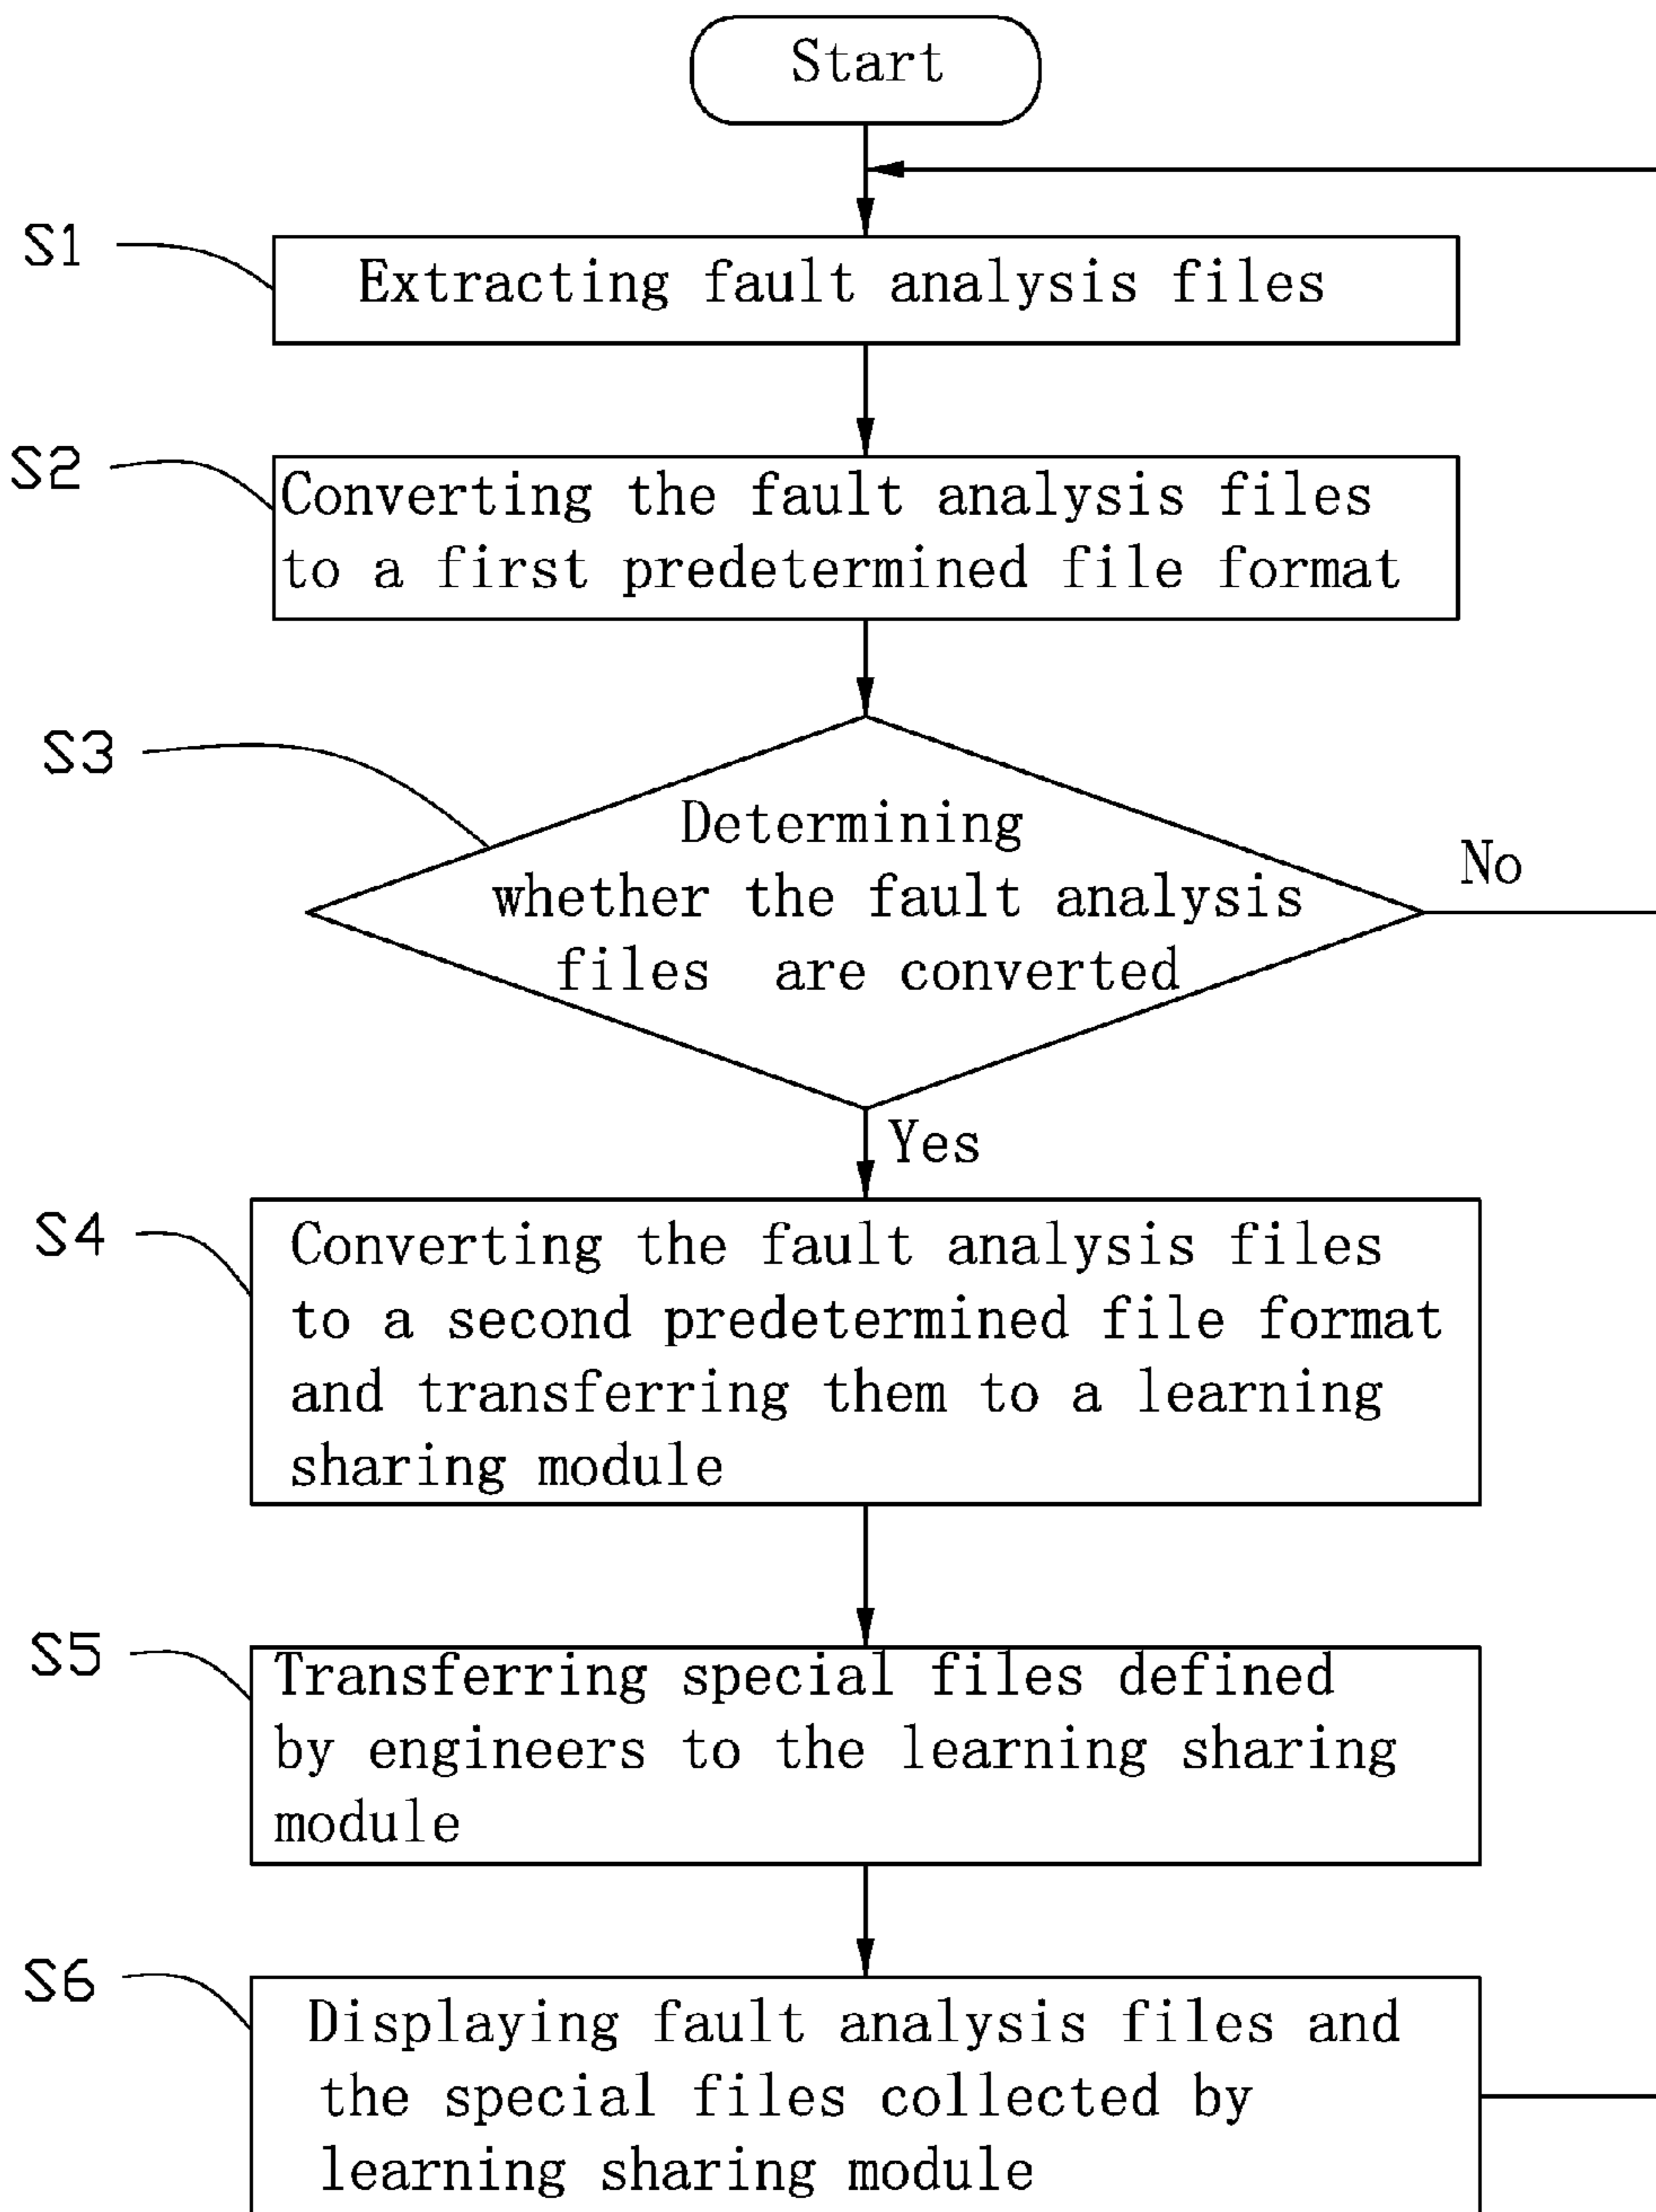 Start
S1
Extracting fault analysis files
S2
Converting the fault analysis files
to a first predetermined file format
S3
Determining
whether the fault analysis
files are converted
No
Yes
S4
Converting the fault analysis files
to a second predetermined file format
and transferring them to a learning
sharing module
S5
Transferring special files defined
by engineers to the learning sharing
module
S6
Displaying fault analysis files and
the special files collected by
learning sharing module